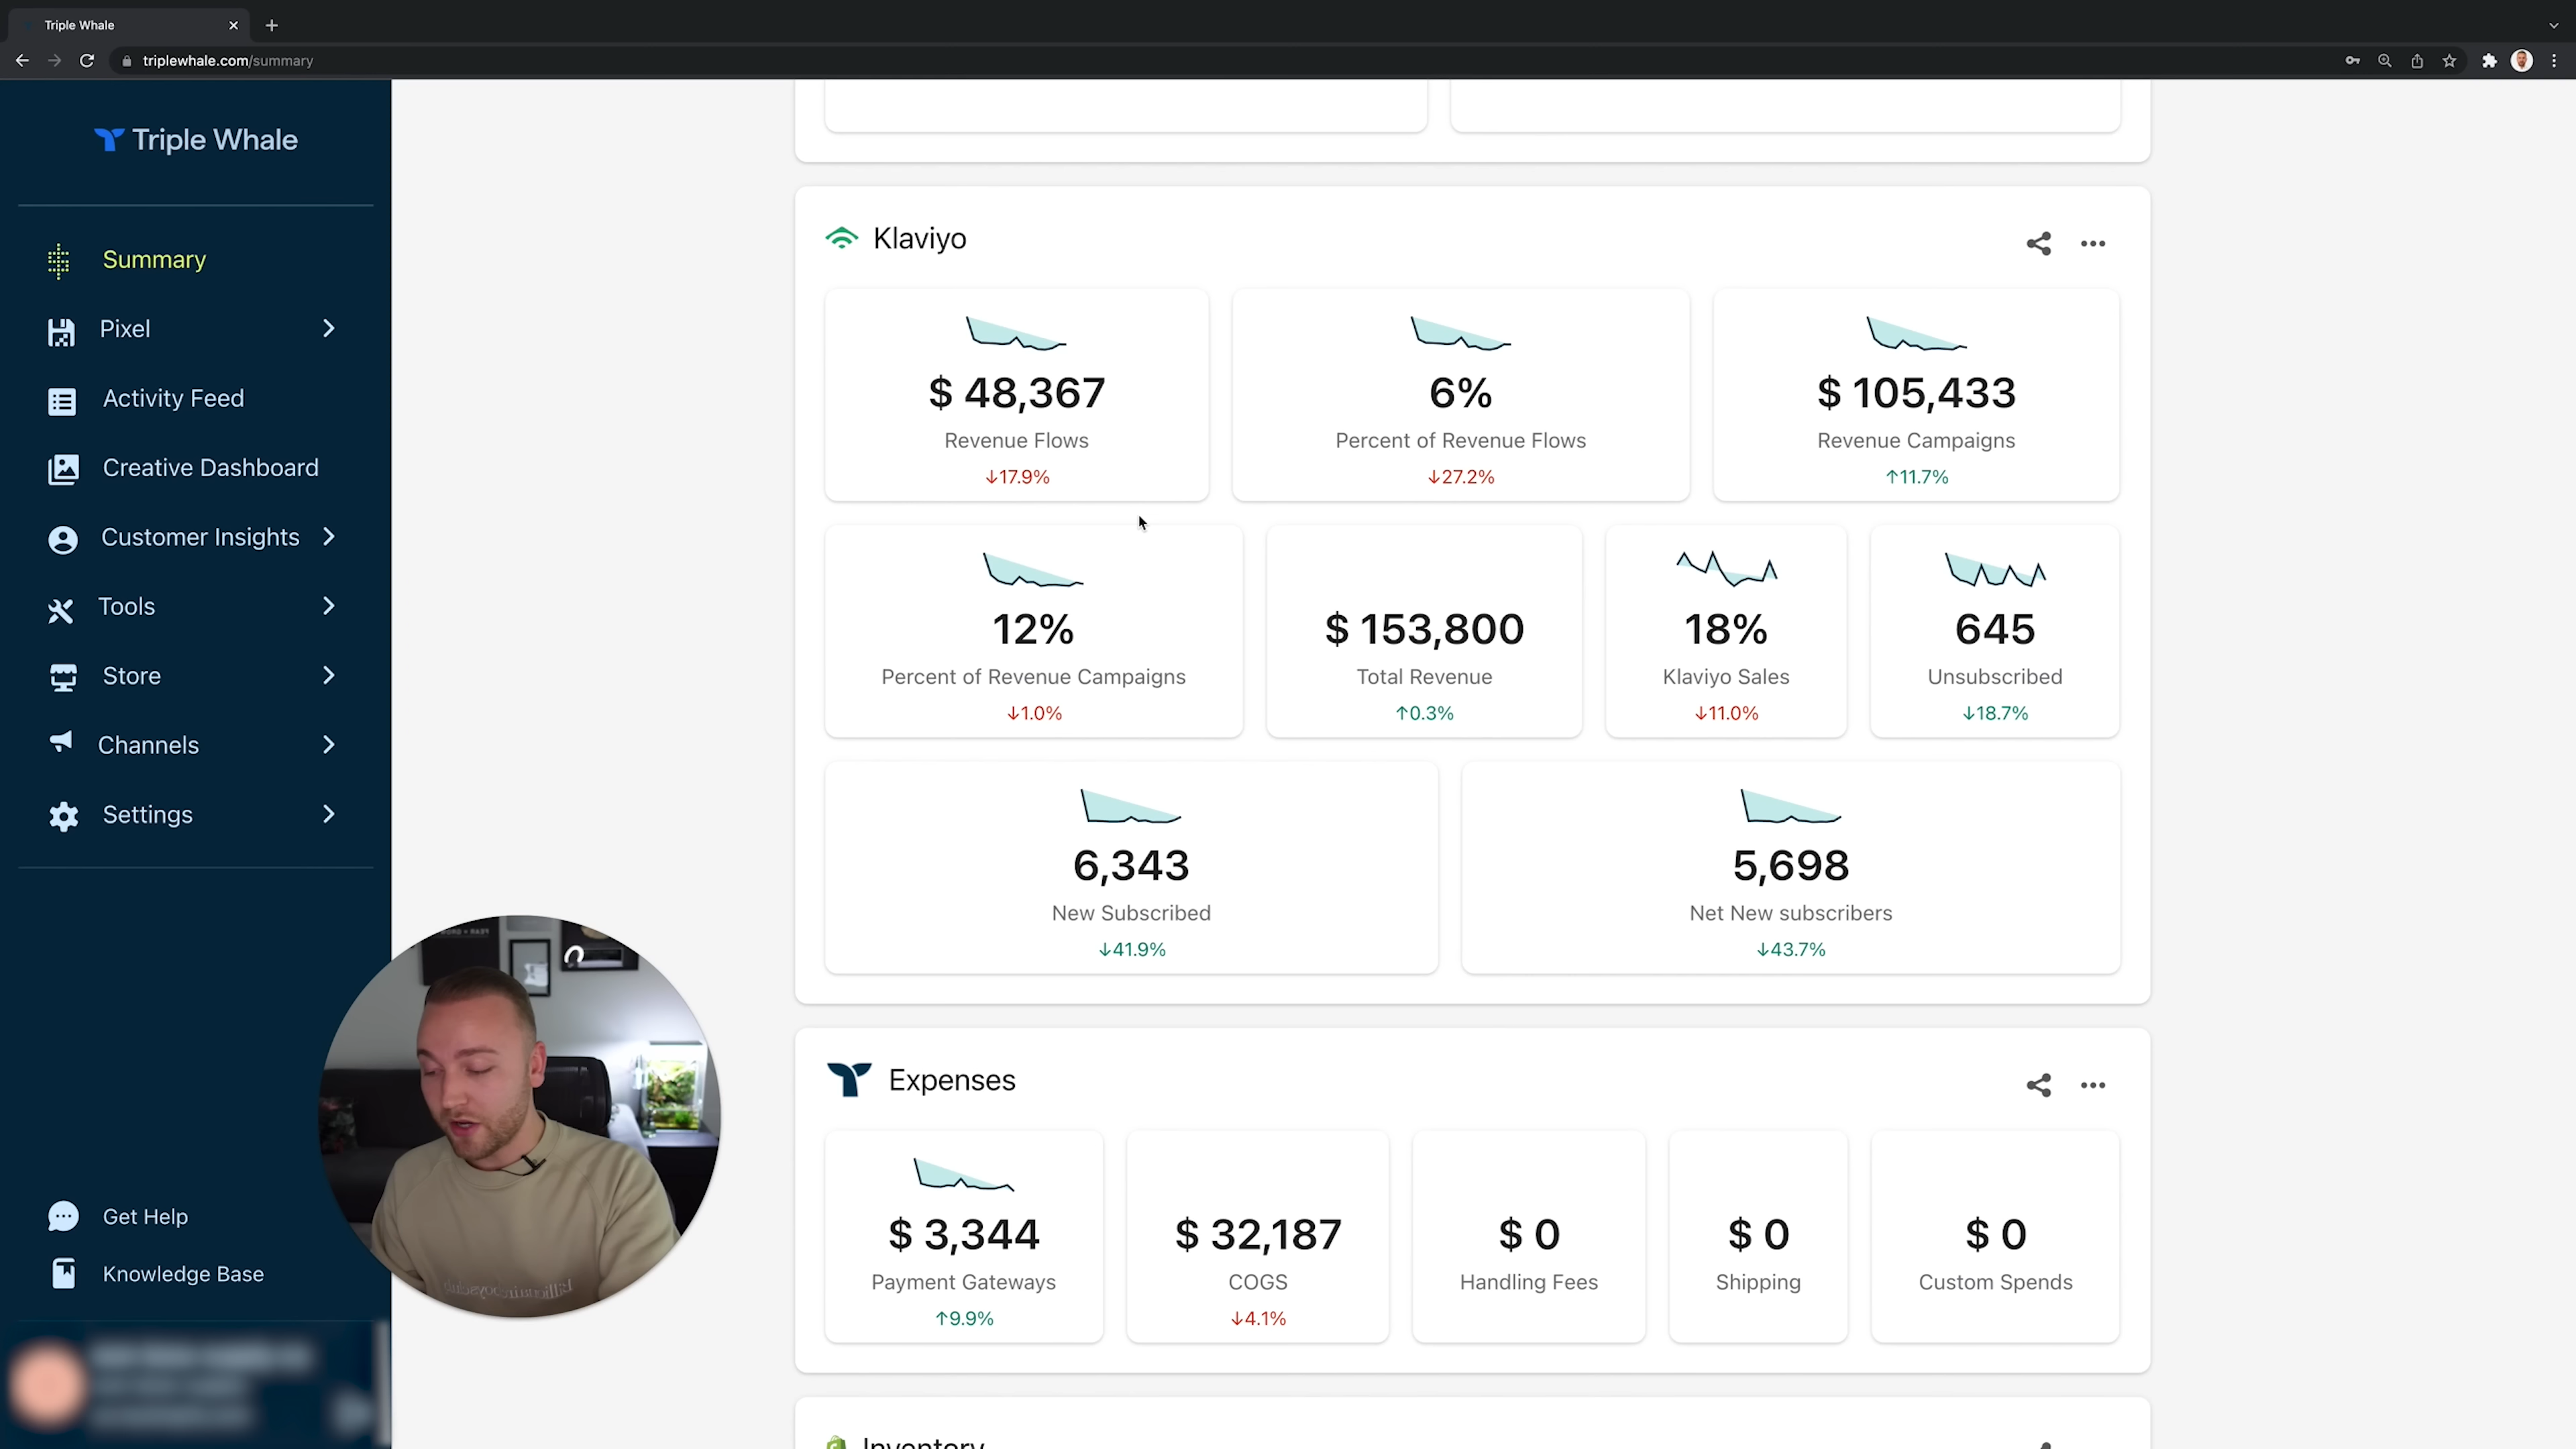 Triple Whale
triplewhale.com/summary
Triple Whale
Summary
Pixel
Activity Feed
Creative Dashboard
Customer Insights
Tools
Store
Channels
Settings
Get Help
Knowledge Base
Klaviyo
$ 48,367
Revenue Flows
↓17.9%
6%
Percent of Revenue Flows
↓27.2%
$ 105,433
Revenue Campaigns
↑11.7%
12%
Percent of Revenue Campaigns
↓1.0%
$ 153,800
Total Revenue
↑0.3%
18%
Klaviyo Sales
↓11.0%
645
Unsubscribed
↓18.7%
6,343
New Subscribed
↓41.9%
5,698
Net New subscribers
↓43.7%
Expenses
$ 3,344
Payment Gateways
↑9.9%
$ 32,187
COGS
↓4.1%
$ 0
Handling Fees
$ 0
Shipping
$ 0
Custom Spends
Inventory